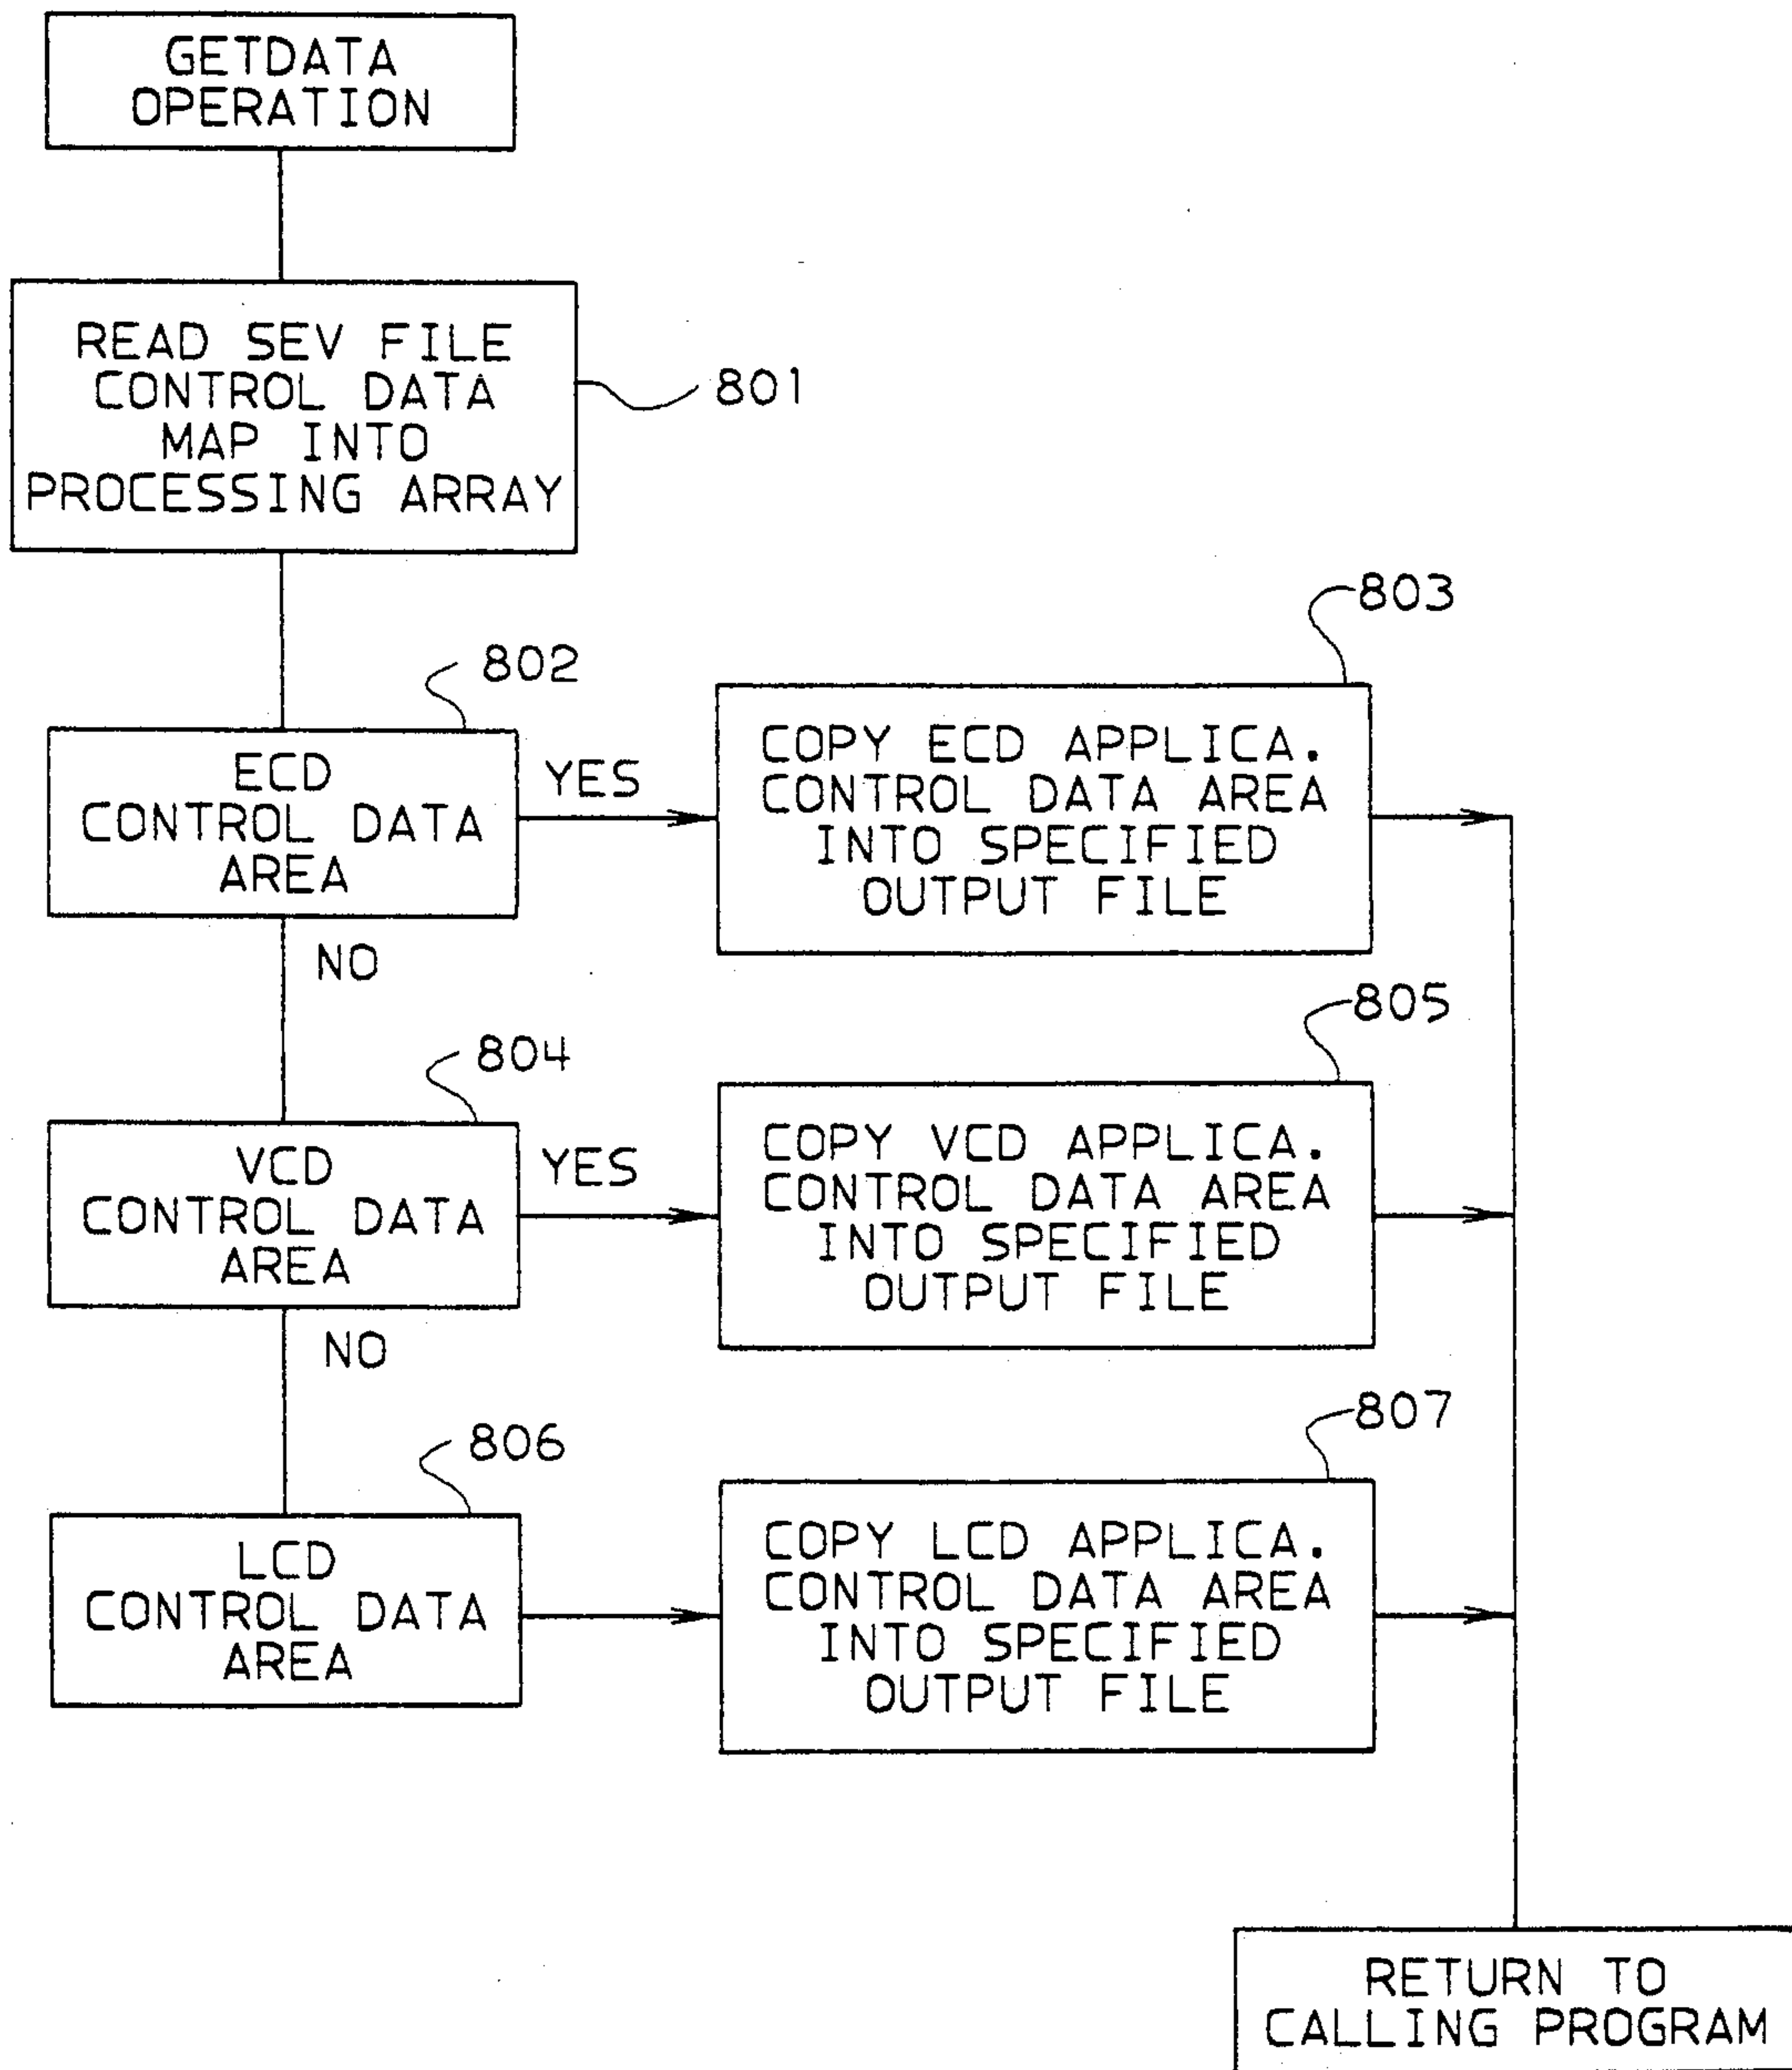 GETDATA
OPERATION
READ SEV FILE
CONTROL DATA
MAP INTO
PROCESSING ARRAY
801
802
ECD
CONTROL DATA
AREA
YES
NO
803
COPY ECD APPLICA.
CONTROL DATA AREA
INTO SPECIFIED
OUTPUT FILE
804
VCD
CONTROL DATA
AREA
YES
NO
805
COPY VCD APPLICA.
CONTROL DATA AREA
INTO SPECIFIED
OUTPUT FILE
806
LCD
CONTROL DATA
AREA
807
COPY LCD APPLICA.
CONTROL DATA AREA
INTO SPECIFIED
OUTPUT FILE
RETURN TO
CALLING PROGRAM